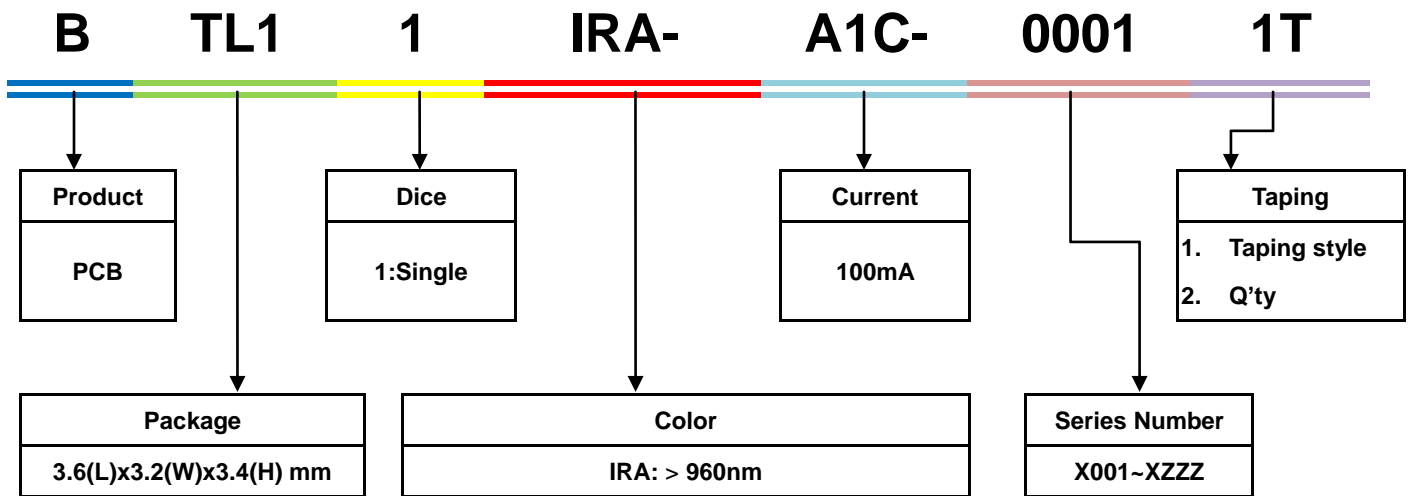 B TL1 1 IRA- A1C- 0001 1T
Product
PCB
Dice
1:Single
Current
100mA
Taping
1. Taping style
2. Q’ty
Package
3.6(L)x3.2(W)x3.4(H) mm
Color
IRA: > 960nm
Series Number
X001~XZZZ